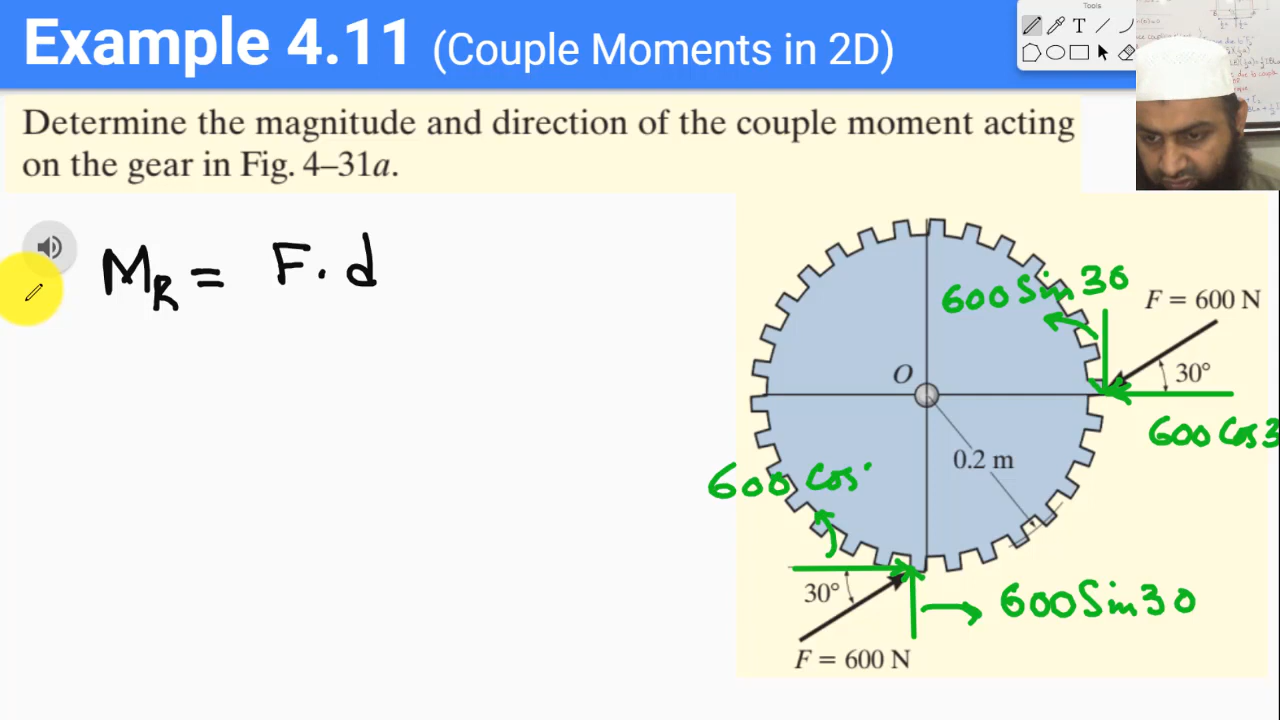 Example 4.11 (Couple Moments in 2D)
Tools
T
Determine the magnitude and direction of the couple moment acting
on the gear in Fig. 4–31a.
M_R = F . d
600 Sin 30
F = 600 N
30°
O
600 Cos 3
0.2 m
600 Cos
30°
600 Sin 30
F = 600 N